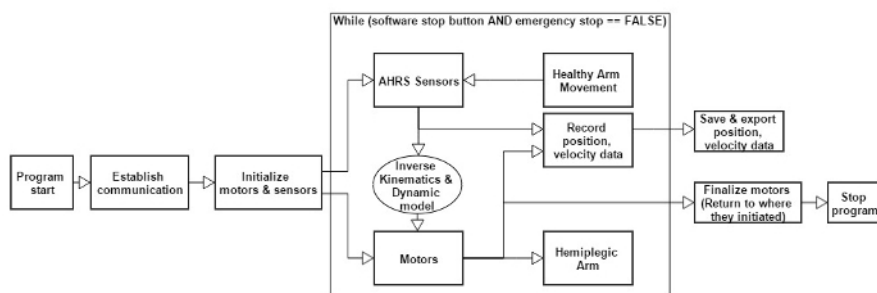 While (software stop button AND emergency stop == FALSE)
AHRS Sensors
Healthy Arm
Movement
Record
position,
velocity data
Save & export
position,
velocity data
Program
start
Establish
communication
Initialize
motors & sensors
Inverse
Kinematics &
Dynamic
model
Finalize motors
(Return to where
they initiated)
Stop
program
Motors
Hemiplegic
Arm